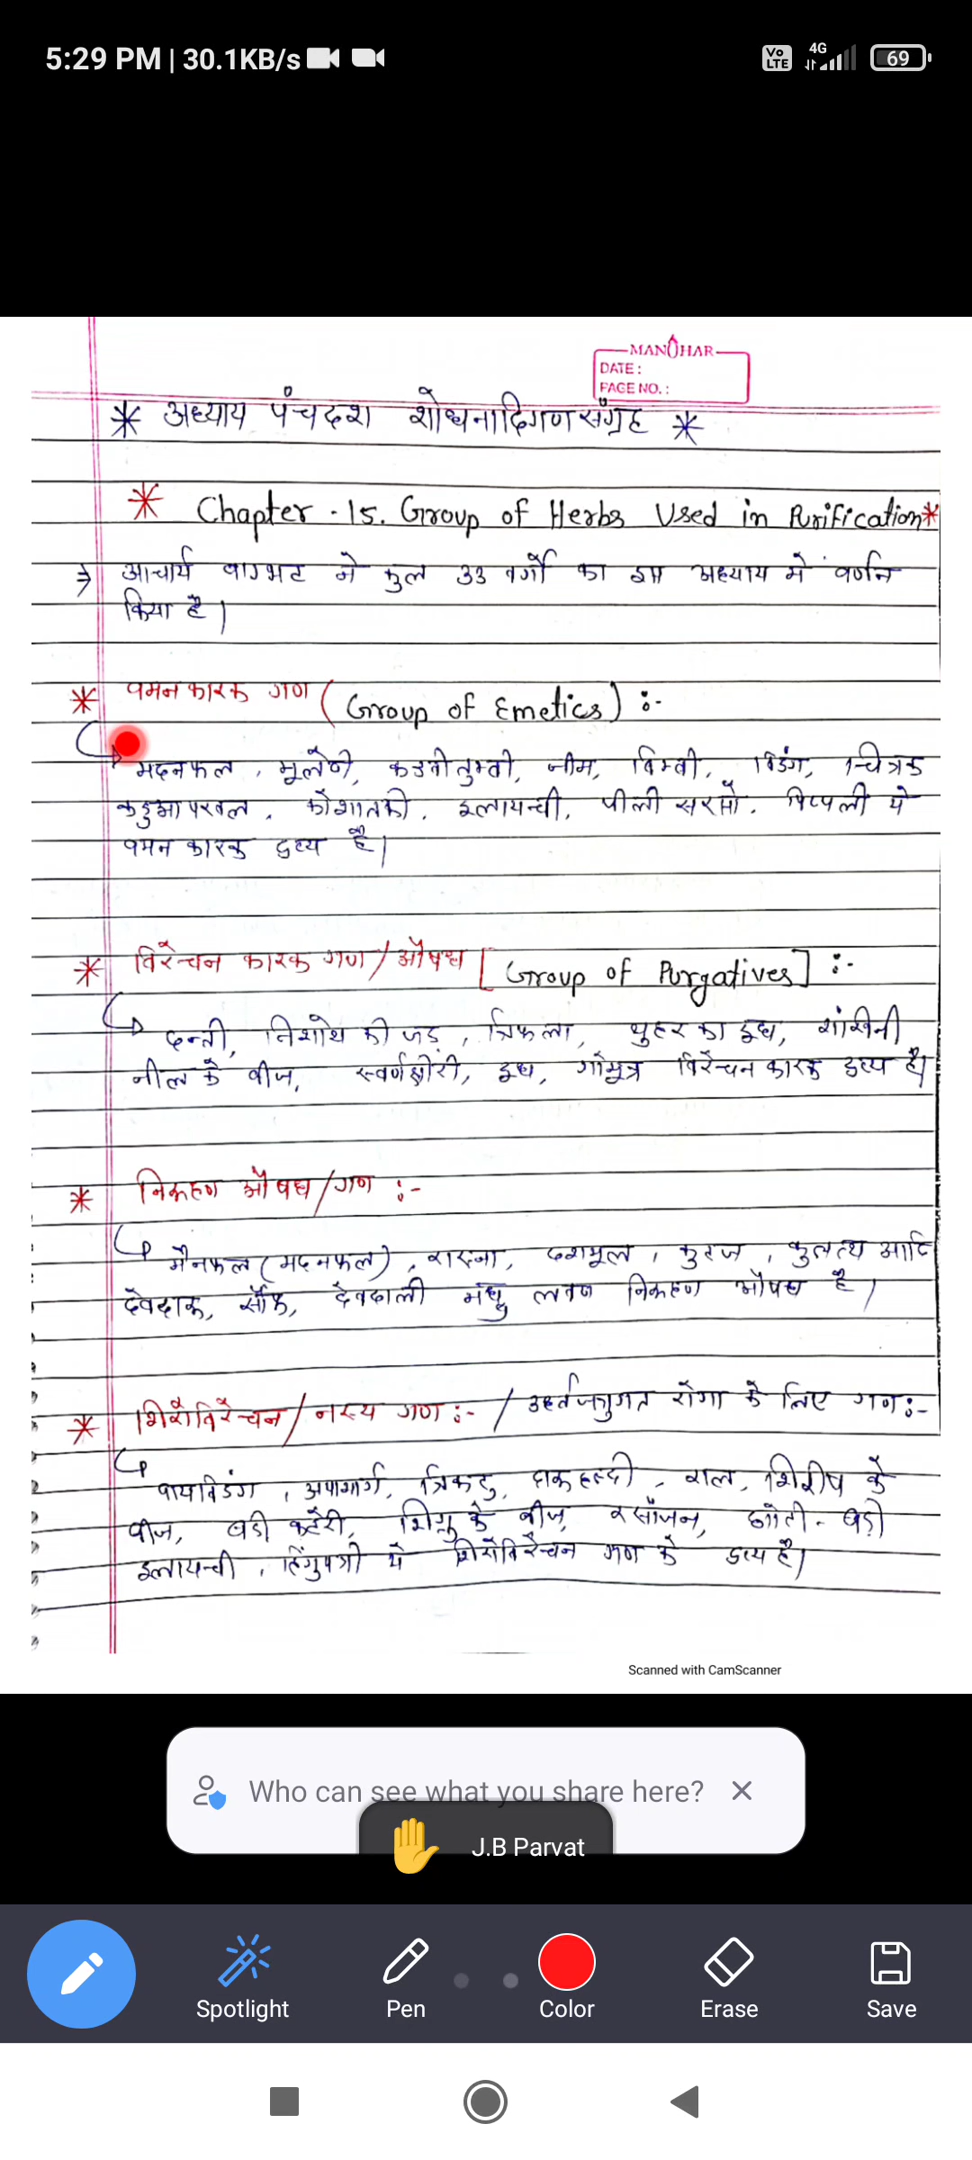 5:29 PM | 30.1KB/s
Vo LTE 4G 69
MANOHAR
DATE :
PAGE NO. :
* अध्याय पंचदश शोधनादिगण संग्रह *
* Chapter - 15. Group of Herbs Used in Purification *
⇒ आचार्य वाग्भट ने कुल 33 वर्गो का इस अध्याय मे वर्णन
किया है |
* वमन कारक गण ( Group of Emetics ) :-
मदनफल, मूलेठी, कडवी तुम्बी, नीम, बिम्बी, विडंग, चित्रक
कडुआ परवल, कोशातकी, इलायची, पीली सरसो, पिप्पली ये
वमन कारक द्रव्य है |
* विरेचन कारक गण / औषध [ Group of Purgatives ] :-
दन्ती, निशोथ की जड़, त्रिफला, थुहर का दूध, शंखिनी
नील के बीज, स्वर्णक्षीरी, दूध, गोमूत्र विरेचन कारक द्रव्य है|
* निरूहण औषध / गण :-
मैनफल (मदनफल), रास्ना, दशमूल, कुटज, कुलत्थ आदि
देवदारू, सौंफ, देवदाली मधु लवण निरूहण औषध है |
* शिरोविरेचन / नस्य गण :- / उर्ध्वजत्रुगत रोगो के लिए गण :-
वायविडंग, अपामार्ग, त्रिकटु, दारूहल्दी, राल, शिरीष के
बीज, बडी कटेरी, शिग्रु के बीज, रसांजन, छोटी - बड़ी
इलायची, हिंगुपत्री ये शिरोविरेचन गण के द्रव्य है|
Scanned with CamScanner
Who can see what you share here?
J.B Parvat
Spotlight Pen Color Erase Save